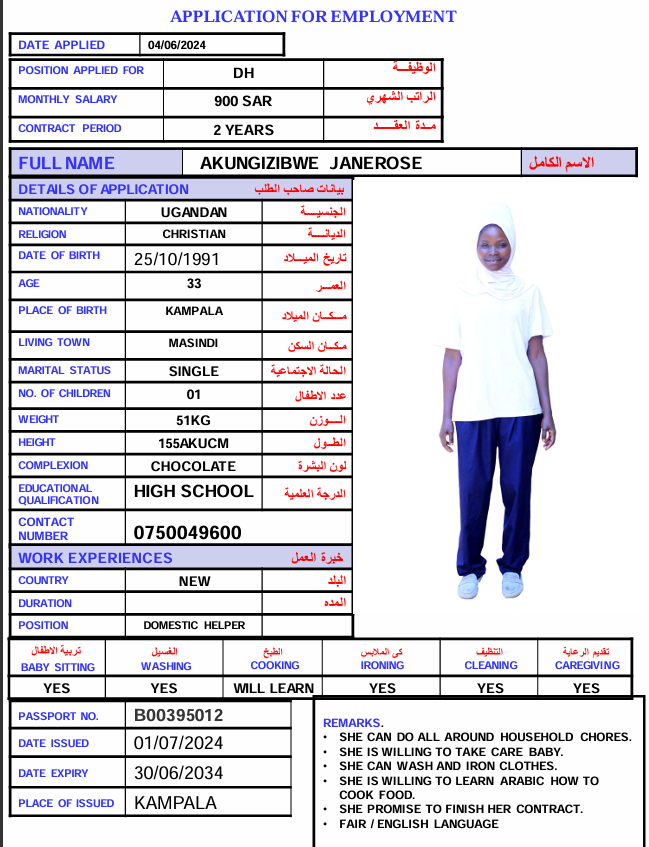 APPLICATION FOR EMPLOYMENT
DATE APPLIED 04/06/2024
POSITION APPLIED FOR DH الوظيفـــة
MONTHLY SALARY 900 SAR الراتب الشهري
CONTRACT PERIOD 2 YEARS مـدة العقـــد
FULL NAME AKUNGIZIBWE JANEROSE الاسم الكامل
DETAILS OF APPLICATION بيانات صاحب الطلب
NATIONALITY UGANDAN الجنسيــــة
RELIGION CHRISTIAN الديانــــة
DATE OF BIRTH 25/10/1991 تاريخ الميـــلاد
AGE 33 العمـــر
PLACE OF BIRTH KAMPALA مــكــان الميلاد
LIVING TOWN MASINDI مـكـان السكن
MARITAL STATUS SINGLE الحالة الاجتماعية
NO. OF CHILDREN 01 عدد الاطفال
WEIGHT 51KG الـــوزن
HEIGHT 155AKUCM الطــول
COMPLEXION CHOCOLATE لون البشرة
EDUCATIONAL QUALIFICATION HIGH SCHOOL الدرجة العلمية
CONTACT NUMBER 0750049600
WORK EXPERIENCES خبرة العمل
COUNTRY NEW البلد
DURATION المده
POSITION DOMESTIC HELPER
تربية الاطفال الغسيل الطبخ كى الملابس التنظيف تقديم الرعاية
BABY SITTING WASHING COOKING IRONING CLEANING CAREGIVING
YES YES WILL LEARN YES YES YES
PASSPORT NO. B00395012
DATE ISSUED 01/07/2024
DATE EXPIRY 30/06/2034
PLACE OF ISSUED KAMPALA
REMARKS.
• SHE CAN DO ALL AROUND HOUSEHOLD CHORES.
• SHE IS WILLING TO TAKE CARE BABY.
• SHE CAN WASH AND IRON CLOTHES.
• SHE IS WILLING TO LEARN ARABIC HOW TO
COOK FOOD.
• SHE PROMISE TO FINISH HER CONTRACT.
• FAIR / ENGLISH LANGUAGE